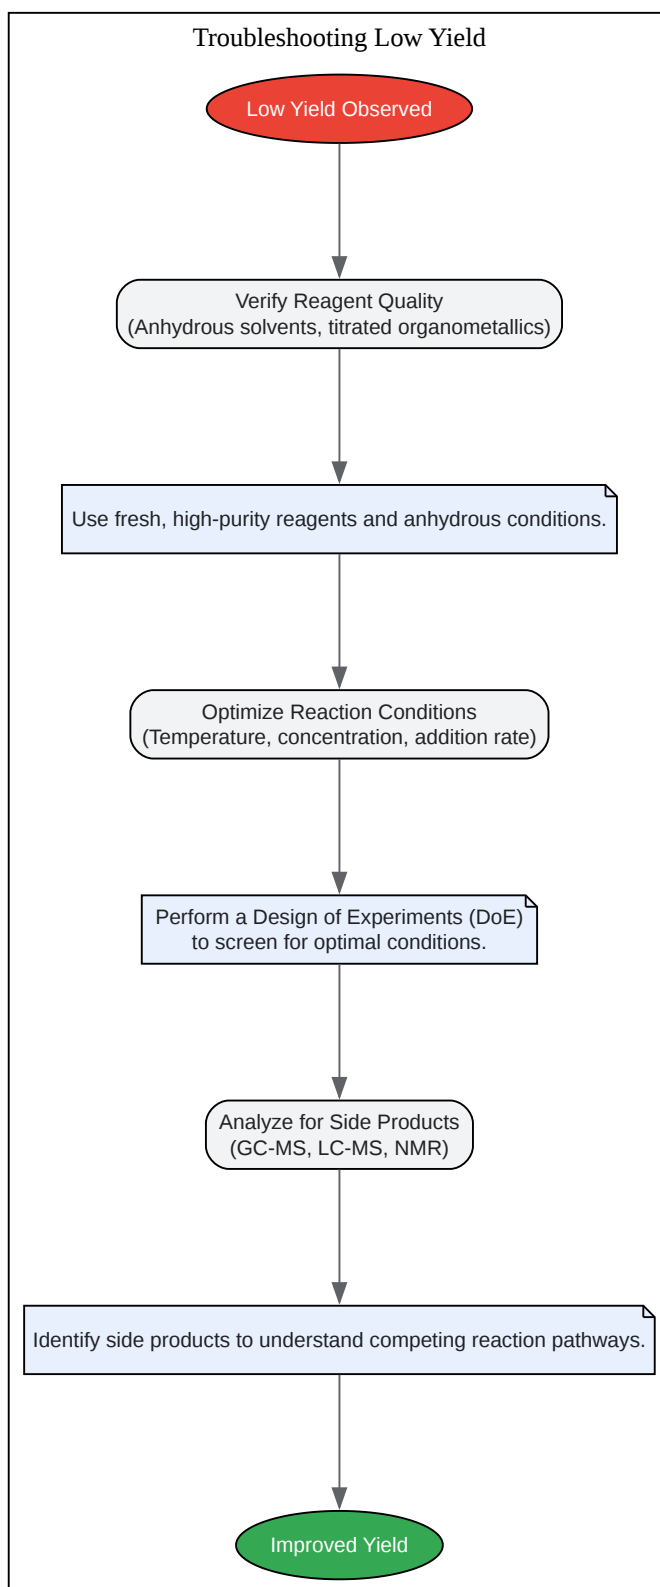 Troubleshooting Low Yield
Low Yield Observed
Verify Reagent Quality
(Anhydrous solvents, titrated organometallics)
Use fresh, high-purity reagents and anhydrous conditions.
Optimize Reaction Conditions
(Temperature, concentration, addition rate)
Perform a Design of Experiments (DoE)
to screen for optimal conditions.
Analyze for Side Products
(GC-MS, LC-MS, NMR)
Identify side products to understand competing reaction pathways.
Improved Yield